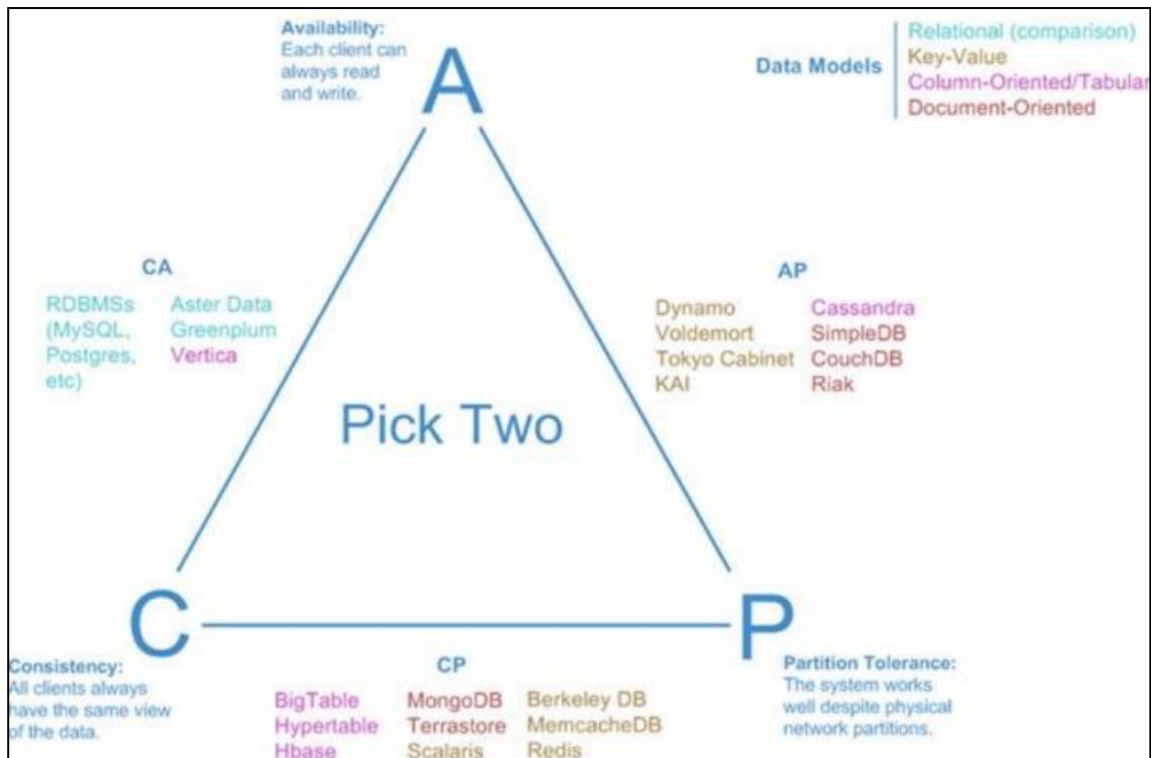 Availability:
Each client can
always read
and write.
A
Data Models
Relational (comparison)
Key-Value
Column-Oriented/Tabular
Document-Oriented
CA
RDBMSs
(MySQL,
Postgres,
etc)
Aster Data
Greenplum
Vertica
AP
Dynamo
Voldemort
Tokyo Cabinet
KAI
Cassandra
SimpleDB
CouchDB
Riak
Pick Two
C
Consistency:
All clients always
have the same view
of the data.
CP
BigTable
Hypertable
Hbase
MongoDB
Terrastore
Scalaris
Berkeley DB
MemcacheDB
Redis
P
Partition Tolerance:
The system works
well despite physical
network partitions.